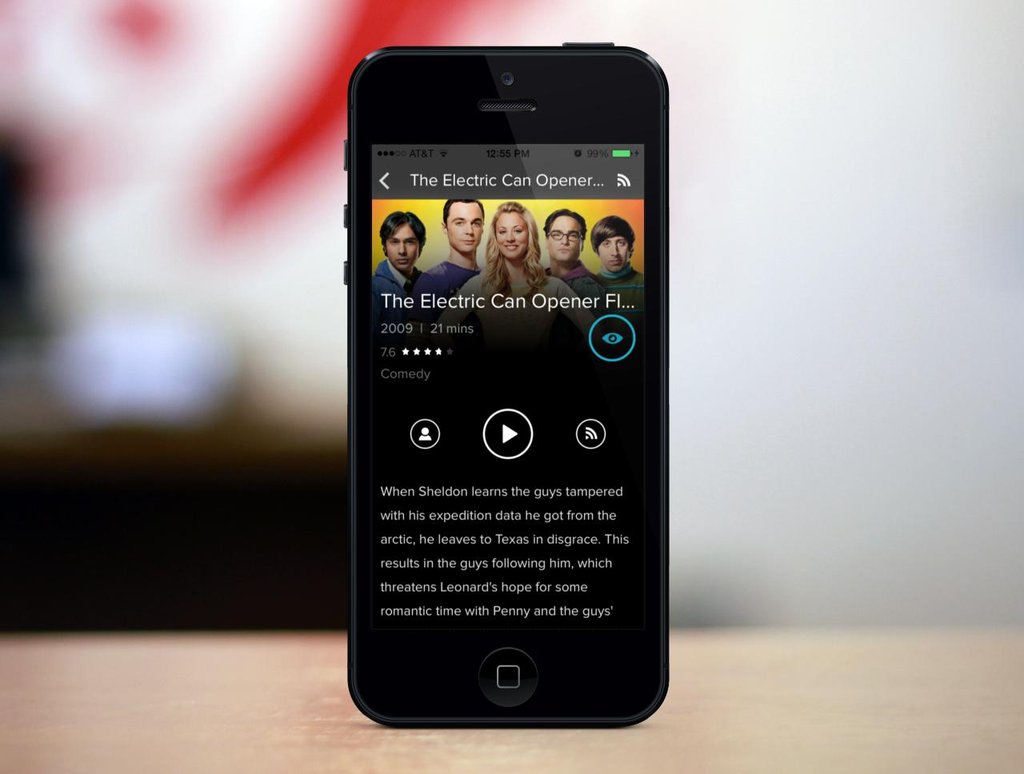 AT&T 12:55 PM 99%
The Electric Can Opener...
The Electric Can Opener Fl...
2009 | 21 mins
7.6
Comedy
When Sheldon learns the guys tampered
with his expedition data he got from the
arctic, he leaves to Texas in disgrace. This
results in the guys following him, which
threatens Leonard's hope for some
romantic time with Penny and the guys'